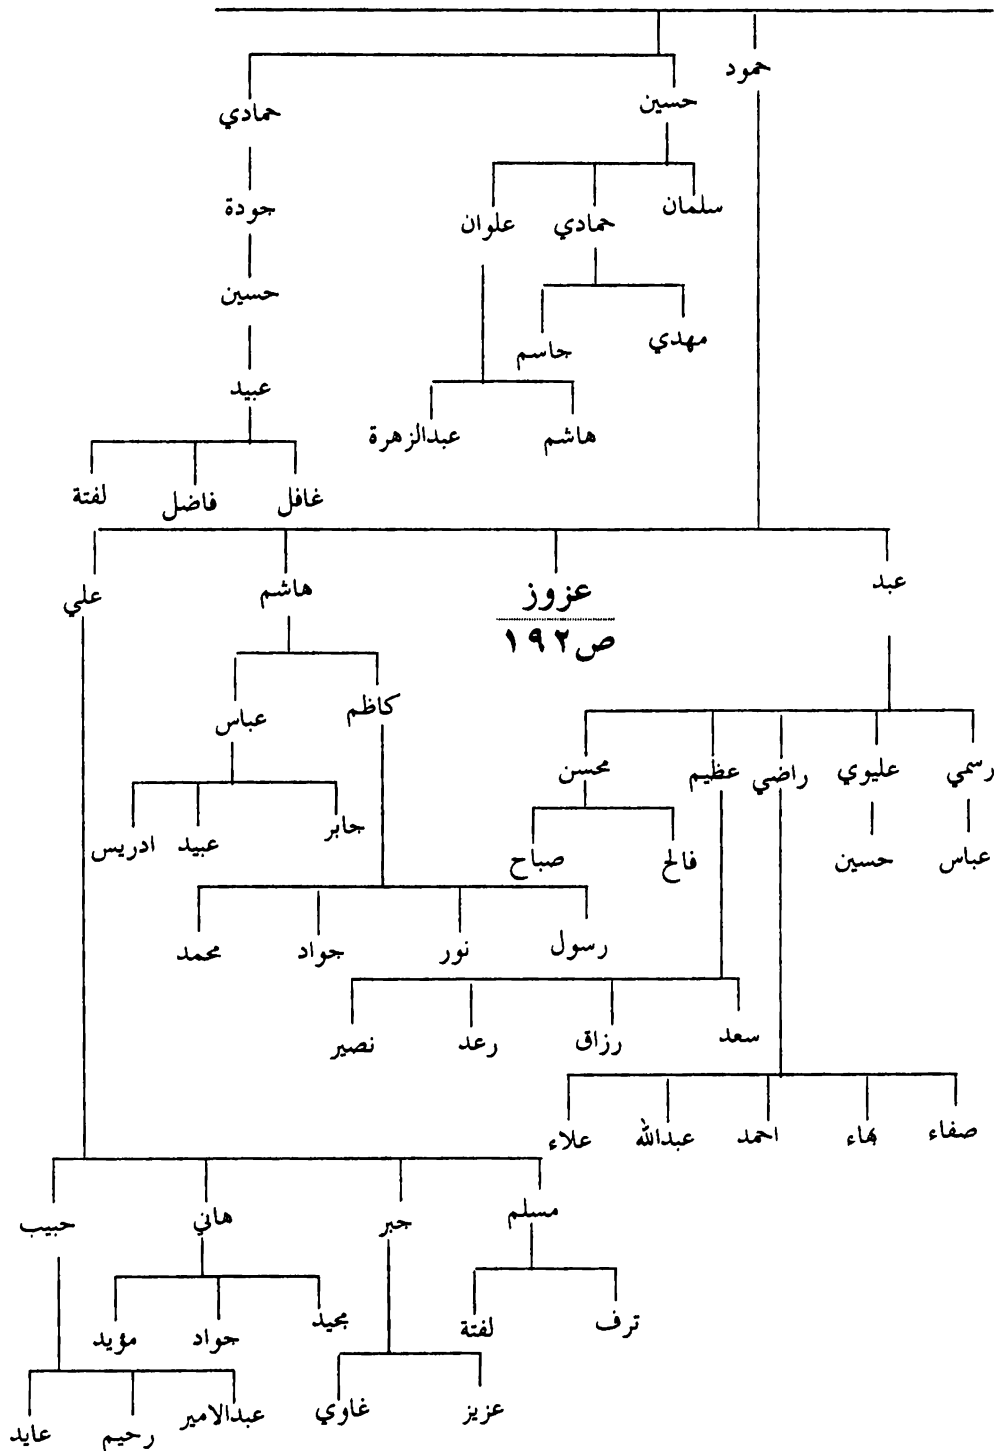 حمود
حسين
حمادي
سلمان
حمادي
علوان
جودة
حسين
مهدي
جاسم
عبيد
هاشم
عبدالزهرة
غافل
فاضل
لفتة
عبد
عزوز
ص١٩٢
هاشم
علي
كاظم
عباس
رسمي
عليوي
راضي
عظيم
محسن
جابر
عبيد
ادريس
عباس
حسين
فالح
صباح
رسول
نور
جواد
محمد
سعد
رزاق
رعد
نصير
صفاء
بهاء
احمد
عبدالله
علاء
مسلم
جبر
هاني
حبيب
ترف
لفتة
مجيد
جواد
مؤيد
عزيز
غاوي
عبدالامير
رحيم
عايد